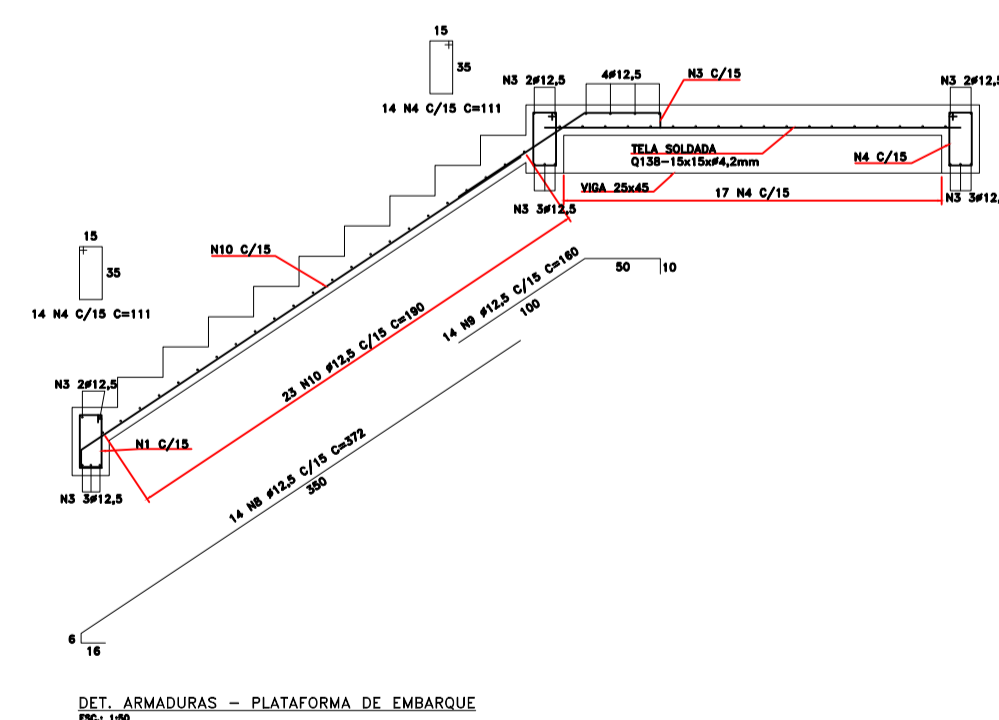 15
35
14 N4 C/15 C=111
N3 2ø12,5
4ø12,5
N3 C/15
N3 2ø12,5
TELA SOLDADA
Q138-15x15xø4,2mm
N4 C/15
VIGA 25x45
17 N4 C/15
N3 3ø12,5
N3 3ø12,
15
35
14 N4 C/15 C=111
N10 C/15
50
10
14 N9 ø12,5 C/15 C=160
100
23 N10 ø12,5 C/15 C=190
N3 2ø12,5
N1 C/15
N3 3ø12,5
14 N8 ø12,5 C/15 C=372
350
6
16
DET. ARMADURAS – PLATAFORMA DE EMBARQUE
ESC.: 1:50